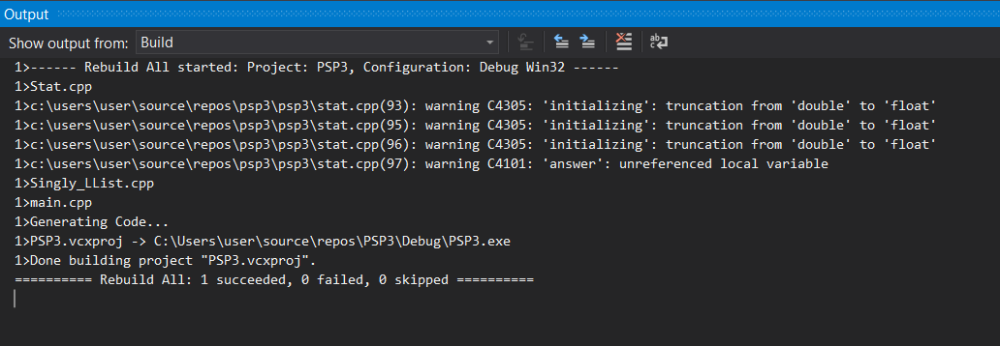 Output
Show output from: Build
1>------ Rebuild All started: Project: PSP3, Configuration: Debug Win32 ------
1>Stat.cpp
1>c:\users\user\source\repos\psp3\psp3\stat.cpp(93): warning C4305: 'initializing': truncation from 'double' to 'float'
1>c:\users\user\source\repos\psp3\psp3\stat.cpp(95): warning C4305: 'initializing': truncation from 'double' to 'float'
1>c:\users\user\source\repos\psp3\psp3\stat.cpp(96): warning C4305: 'initializing': truncation from 'double' to 'float'
1>c:\users\user\source\repos\psp3\psp3\stat.cpp(97): warning C4101: 'answer': unreferenced local variable
1>Singly_LList.cpp
1>main.cpp
1>Generating Code...
1>PSP3.vcxproj -> C:\Users\user\source\repos\PSP3\Debug\PSP3.exe
1>Done building project "PSP3.vcxproj".
========== Rebuild All: 1 succeeded, 0 failed, 0 skipped ==========